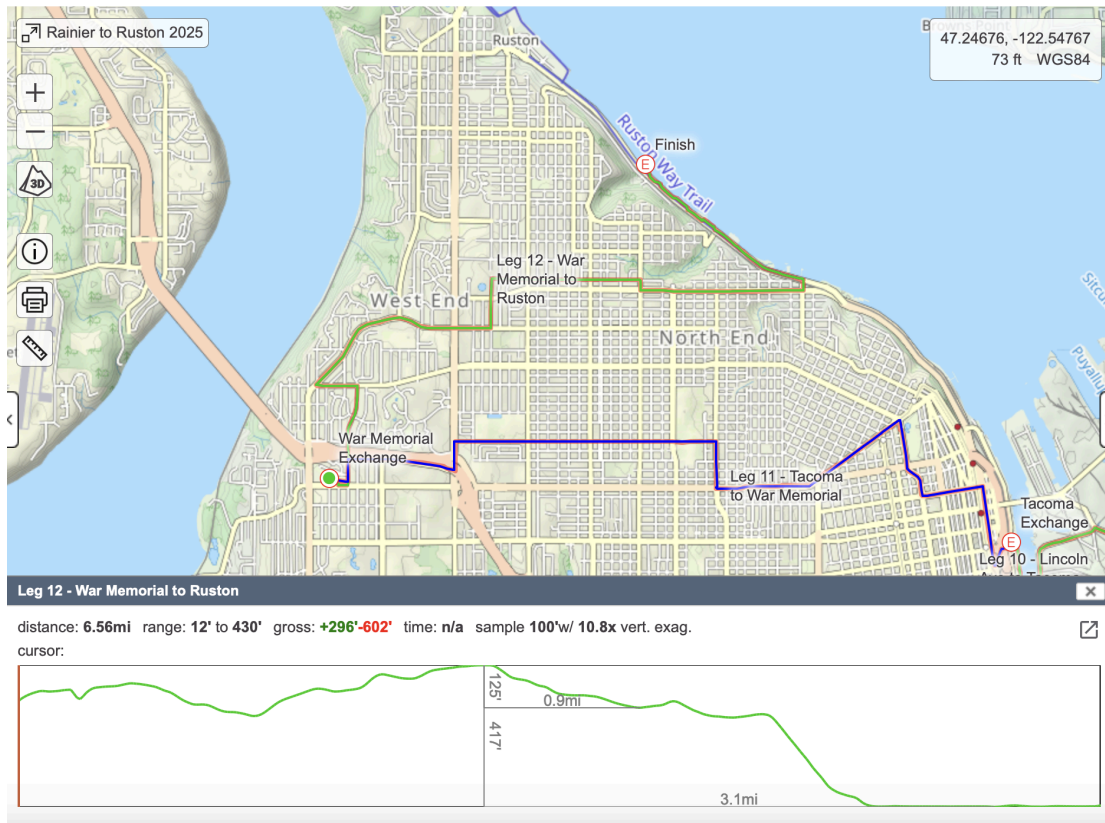 Rainier to Ruston 2025
Ruston
47.24676, -122.54767
73 ft WGS84
+
−
3D
i
Ruston Way Trail
Finish
E
Leg 12 - War
Memorial to
Ruston
West End
North End
War Memorial
Exchange
Leg 11 - Tacoma
to War Memorial
Tacoma
Exchange
E
Leg 10 - Lincoln
Leg 12 - War Memorial to Ruston
distance: 6.56mi range: 12' to 430' gross: +296'-602' time: n/a sample 100'w/ 10.8x vert. exag.
cursor:
125'
0.9mi
417'
3.1mi